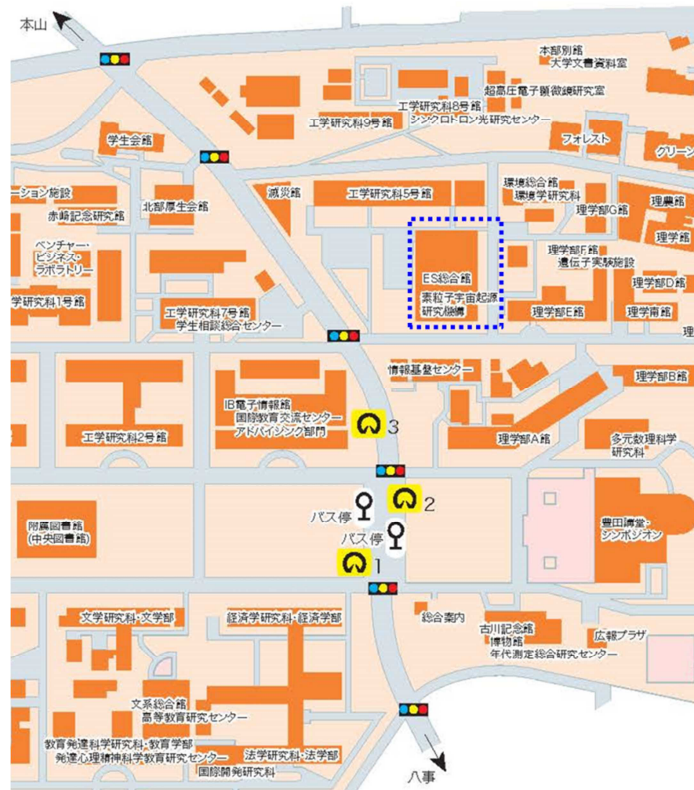 本山
本部別館
大学文書資料室
超高圧電子顕微鏡研究室
工学研究科8号館
シンクロトロン光研究センター
工学研究科9号館
フォレスト
グリーン
学生会館
減災館
工学研究科5号館
環境総合館
環境学研究科
理学部G館
理農館
理学館
ーション施設
赤﨑記念研究館
北部厚生会館
ベンチャー・
ビジネス・
ラボラトリー
ES総合館
素粒子宇宙起源
研究機構
理学部F館
遺伝子実験施設
理学部D館
学研究科1号館
工学研究科7号館
学生相談総合センター
理学部E館
理学南館
理
情報基盤センター
理学部B館
IB電子情報館
国際教育交流センター
アドバイジング部門
3
工学研究科2号館
理学部A館
多元数理科学
研究科
2
バス停
附属図書館
(中央図書館)
バス停
豊田講堂・
シンポジオン
1
文学研究科・文学部
経済学研究科・経済学部
総合案内
古川記念館
博物館
年代測定総合研究センター
広報プラザ
文系総合館
高等教育研究センター
教育発達科学研究科・教育学部
発達心理精神科学教育研究センター
法学研究科・法学部
国際開発研究科
八事